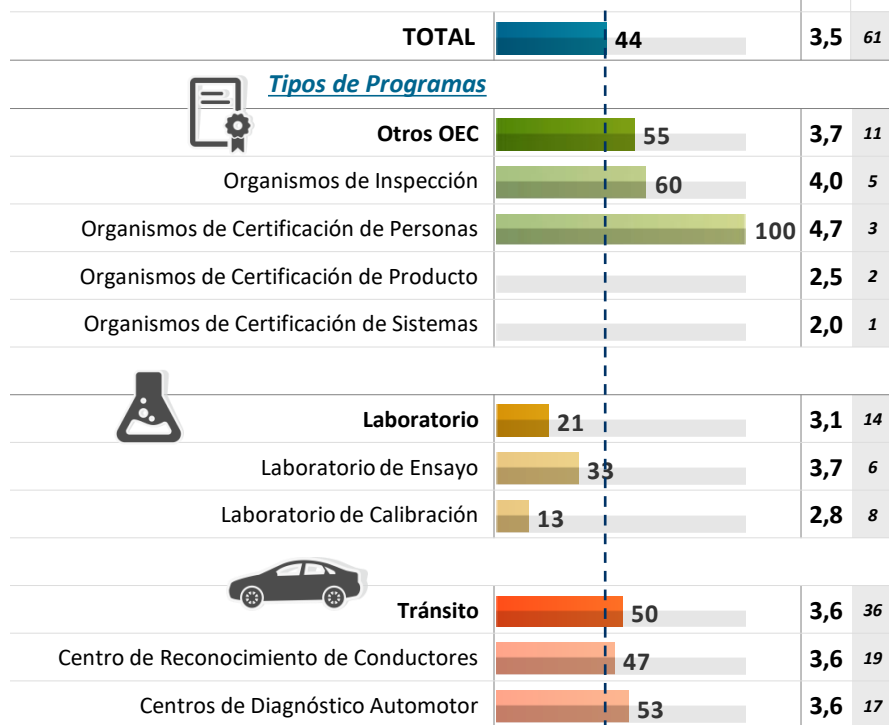 TOTAL 44 3,5 61
Tipos de Programas
Otros OEC 55 3,7 11
Organismos de Inspección 60 4,0 5
Organismos de Certificación de Personas 100 4,7 3
Organismos de Certificación de Producto 2,5 2
Organismos de Certificación de Sistemas 2,0 1
Laboratorio 21 3,1 14
Laboratorio de Ensayo 33 3,7 6
Laboratorio de Calibración 13 2,8 8
Tránsito 50 3,6 36
Centro de Reconocimiento de Conductores 47 3,6 19
Centros de Diagnóstico Automotor 53 3,6 17